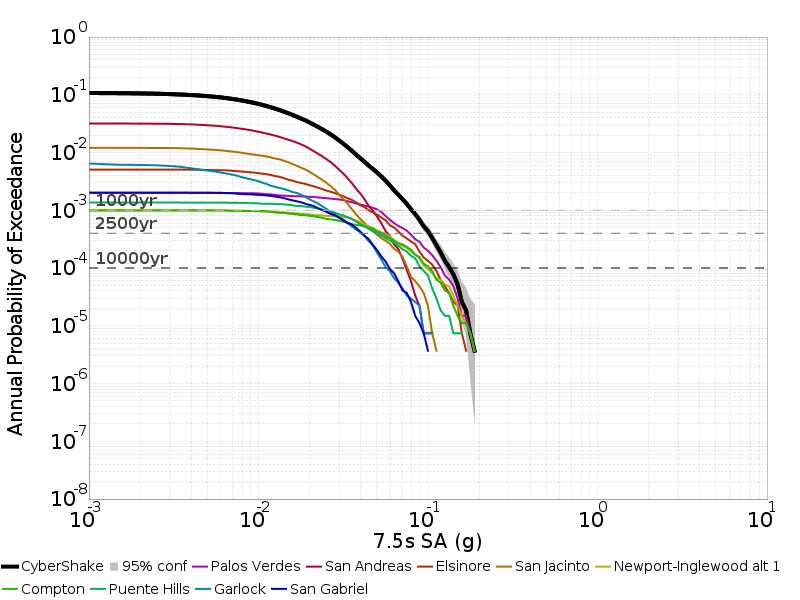 10^0
10^-1
10^-2
10^-3
10^-4
10^-5
10^-6
10^-7
10^-8
Annual Probability of Exceedance
1000yr
2500yr
10000yr
10^-3 10^-2 10^-1 10^0 10^1
7.5s SA (g)
CyberShake 95% conf Palos Verdes San Andreas Elsinore San Jacinto Newport-Inglewood alt 1
Compton Puente Hills Garlock San Gabriel